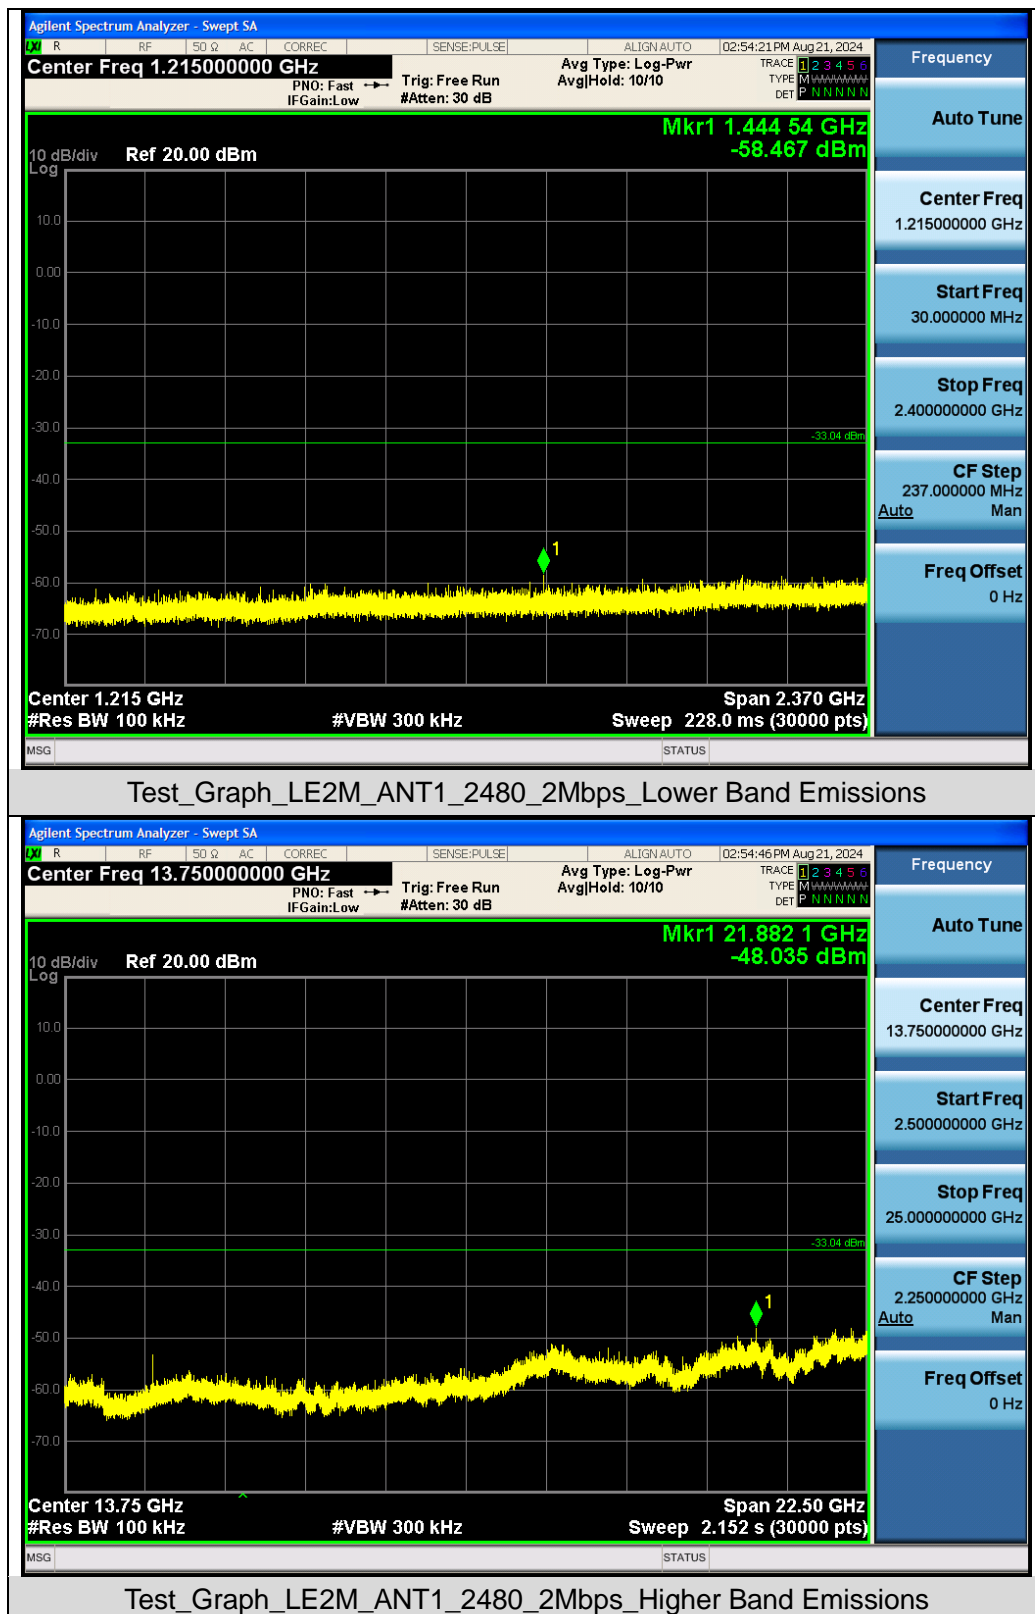 Agilent Spectrum Analyzer - Swept SA
LXI R RF 50 Ω AC CORREC SENSE:PULSE ALIGN AUTO 02:54:21 PM Aug 21, 2024
Center Freq 1.215000000 GHz
PNO: Fast
IFGain:Low
Trig: Free Run
#Atten: 30 dB
Avg Type: Log-Pwr
Avg|Hold: 10/10
TRACE 1 2 3 4 5 6
TYPE M
DET P N N N N N
Mkr1 1.444 54 GHz
-58.467 dBm
10 dB/div Ref 20.00 dBm
Log
10.0
0.00
-10.0
-20.0
-30.0
-33.04 dBm
-40.0
-50.0
1
-60.0
-70.0
Center 1.215 GHz Span 2.370 GHz
#Res BW 100 kHz #VBW 300 kHz Sweep 228.0 ms (30000 pts)
MSG STATUS
Frequency
Auto Tune
Center Freq
1.215000000 GHz
Start Freq
30.000000 MHz
Stop Freq
2.400000000 GHz
CF Step
237.000000 MHz
Auto Man
Freq Offset
0 Hz
Test_Graph_LE2M_ANT1_2480_2Mbps_Lower Band Emissions
Agilent Spectrum Analyzer - Swept SA
LXI R RF 50 Ω AC CORREC SENSE:PULSE ALIGN AUTO 02:54:46 PM Aug 21, 2024
Center Freq 13.750000000 GHz
PNO: Fast
IFGain:Low
Trig: Free Run
#Atten: 30 dB
Avg Type: Log-Pwr
Avg|Hold: 10/10
TRACE 1 2 3 4 5 6
TYPE M
DET P N N N N N
Mkr1 21.882 1 GHz
-48.035 dBm
10 dB/div Ref 20.00 dBm
Log
10.0
0.00
-10.0
-20.0
-30.0
-33.04 dBm
-40.0
1
-50.0
-60.0
-70.0
Center 13.75 GHz Span 22.50 GHz
#Res BW 100 kHz #VBW 300 kHz Sweep 2.152 s (30000 pts)
MSG STATUS
Frequency
Auto Tune
Center Freq
13.750000000 GHz
Start Freq
2.500000000 GHz
Stop Freq
25.000000000 GHz
CF Step
2.250000000 GHz
Auto Man
Freq Offset
0 Hz
Test_Graph_LE2M_ANT1_2480_2Mbps_Higher Band Emissions